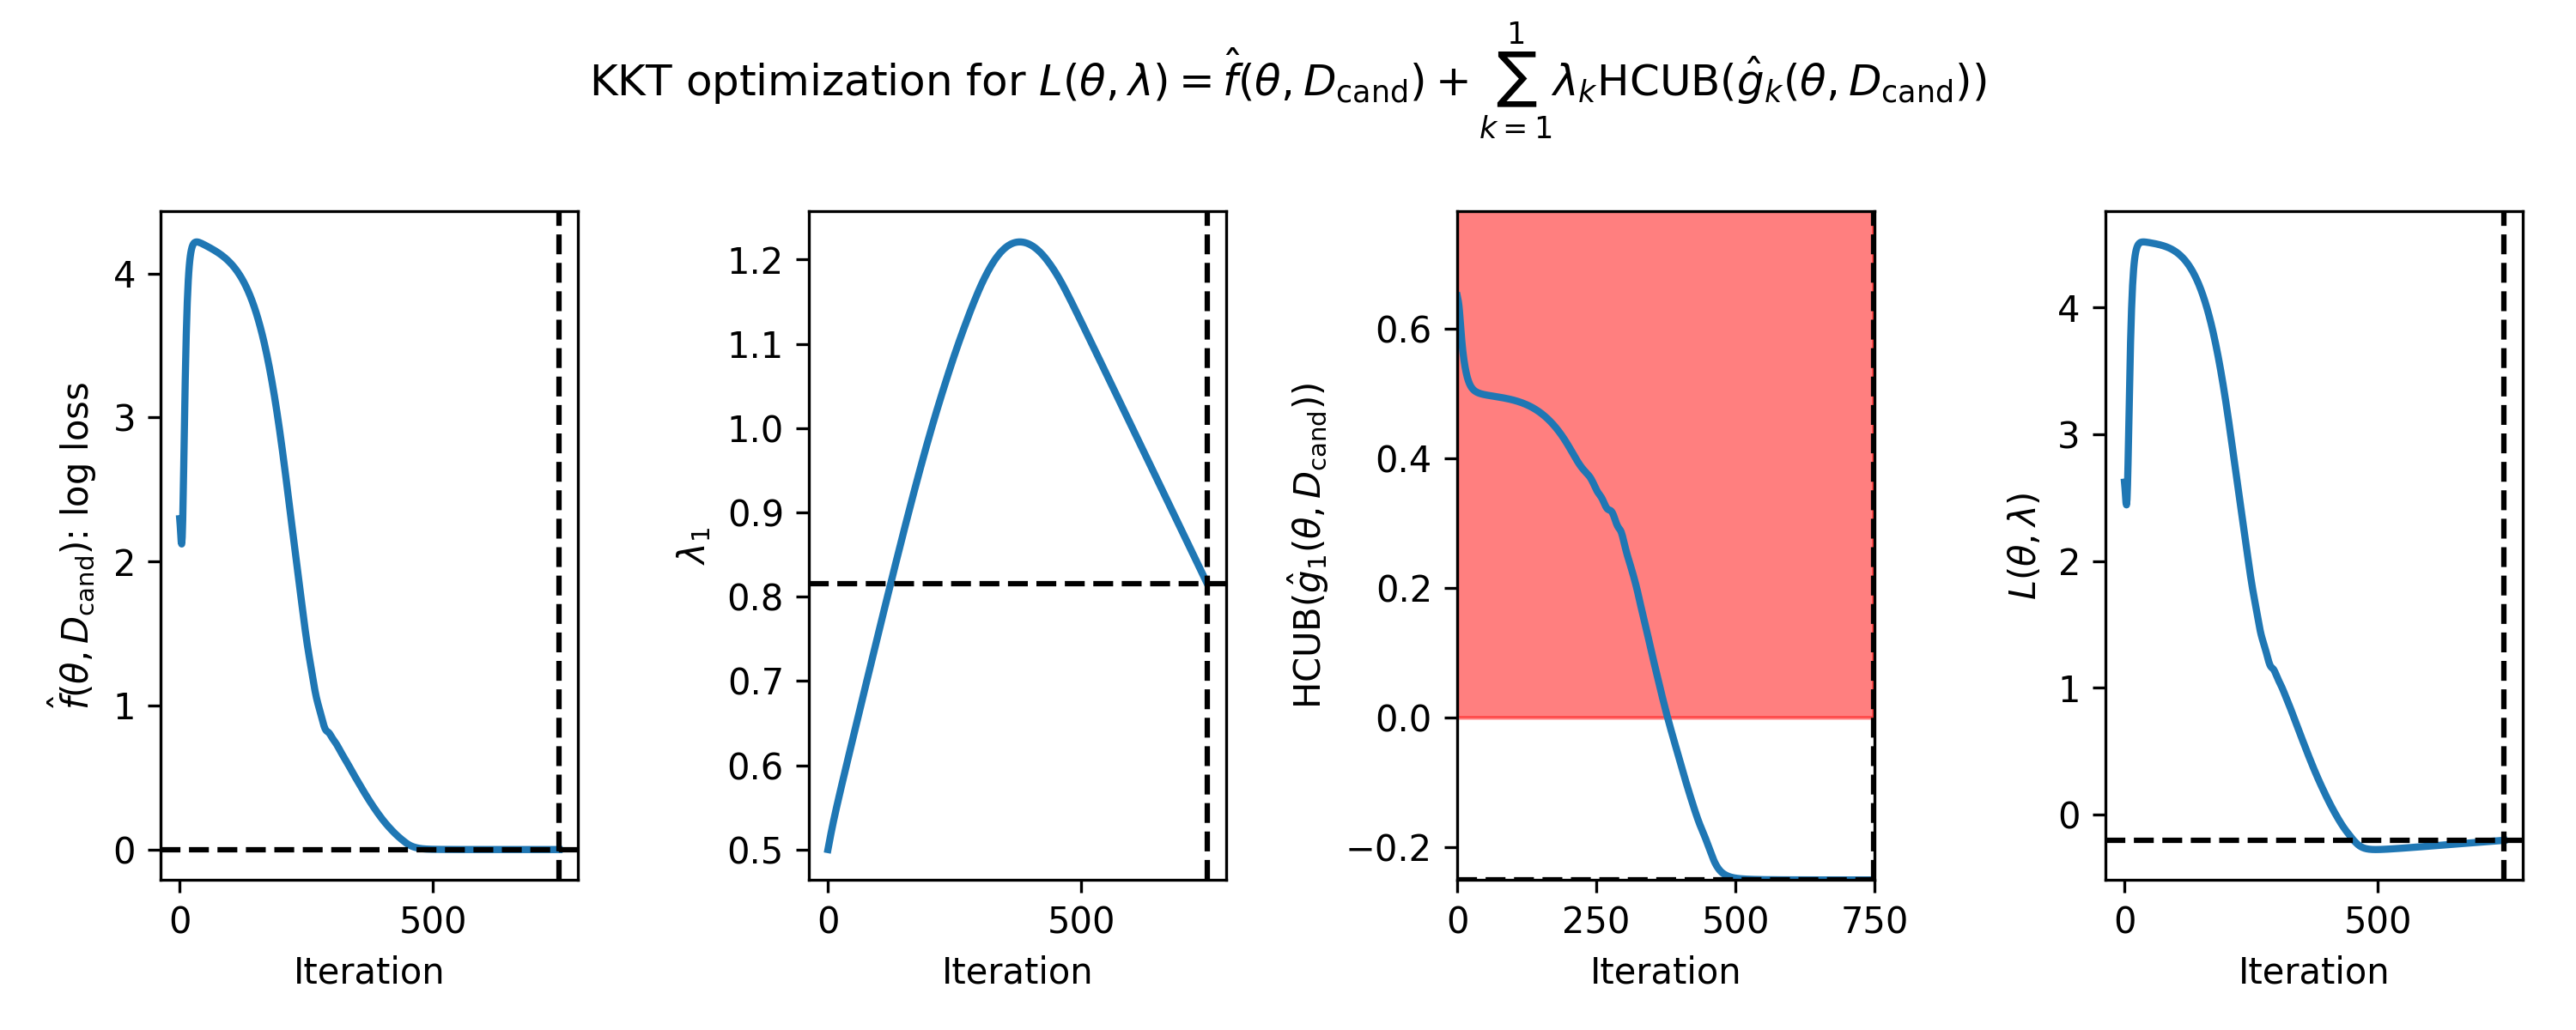 KKT optimization for L(θ, λ) = f̂(θ, D_cand) + ∑_{k=1}^{1} λ_k HCUB(ĝ_k(θ, D_cand))
f̂(θ, D_cand): log loss
4
3
2
1
0
0 500
Iteration
λ₁
1.2
1.1
1.0
0.9
0.8
0.7
0.6
0.5
0 500
Iteration
HCUB(ĝ₁(θ, D_cand))
0.6
0.4
0.2
0.0
−0.2
0 250 500 750
Iteration
L(θ, λ)
4
3
2
1
0
0 500
Iteration